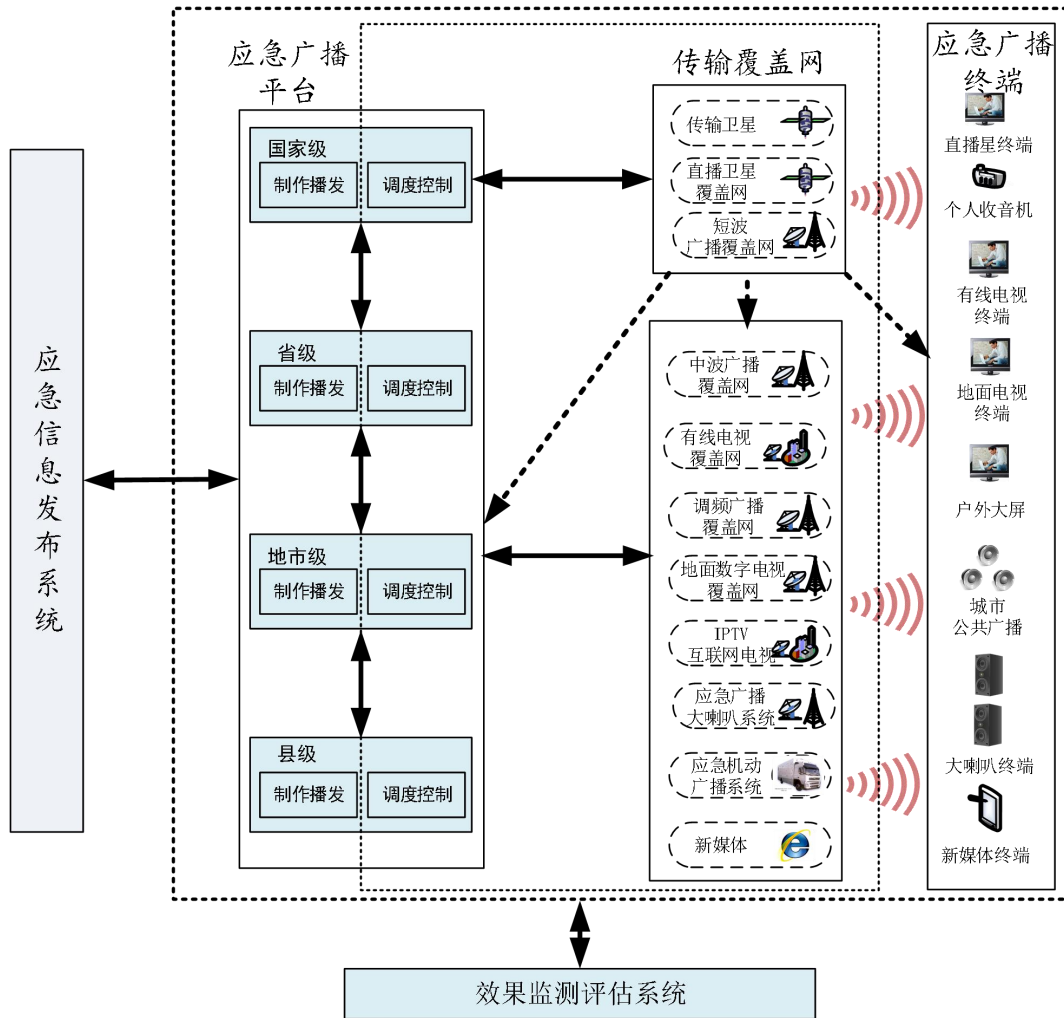 应急信息发布系统
应急广播
平台
国家级
制作播发
调度控制
省级
制作播发
调度控制
地市级
制作播发
调度控制
县级
制作播发
调度控制
传输覆盖网
传输卫星
直播卫星
覆盖网
短波
广播覆盖网
中波广播
覆盖网
有线电视
覆盖网
调频广播
覆盖网
地面数字电视
覆盖网
IPTV
互联网电视
应急广播
大喇叭系统
应急机动
广播系统
新媒体
应急广播
终端
直播星终端
个人收音机
有线电视
终端
地面电视
终端
户外大屏
城市
公共广播
大喇叭终端
新媒体终端
效果监测评估系统